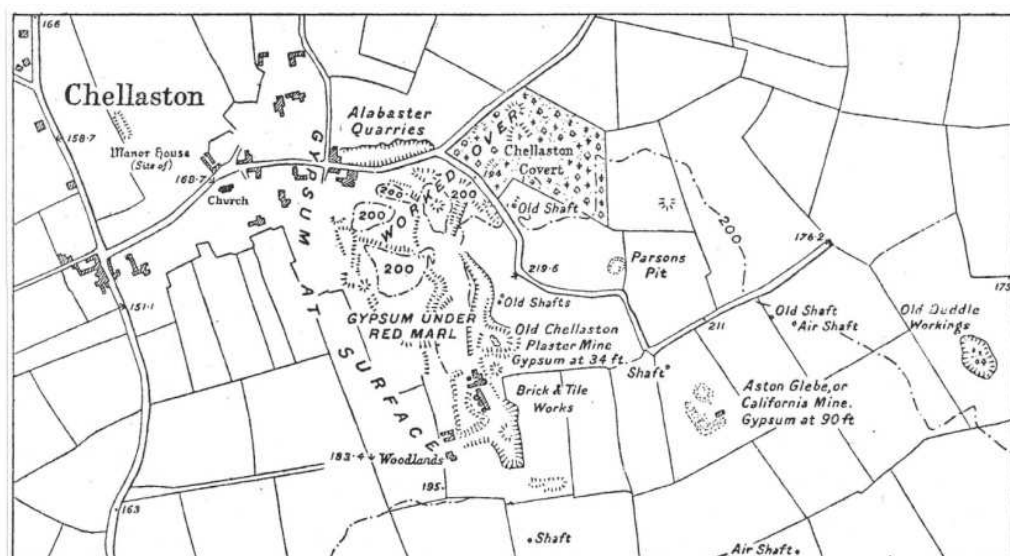 166
Chellaston
158·7
Manor House
(Site of)
168·7
Church
Alabaster
Quarries
OVER
Chellaston
Covert
194
GYPSUM AT SURFACE
WORKED
200
200
200
200
Old Shaft
200
176·2
219·6
Parsons
Pit
151·1
Old Shafts
GYPSUM UNDER
RED MARL
Old Chellaston
Plaster Mine
Gypsum at 34 ft.
211
Old Shaft
Air Shaft
Old Duddle
Workings
Shaft
Brick & Tile
Works
Aston Glebe, or
California Mine.
Gypsum at 90 ft
183·4
Woodlands
195
163
Shaft
Air Shaft